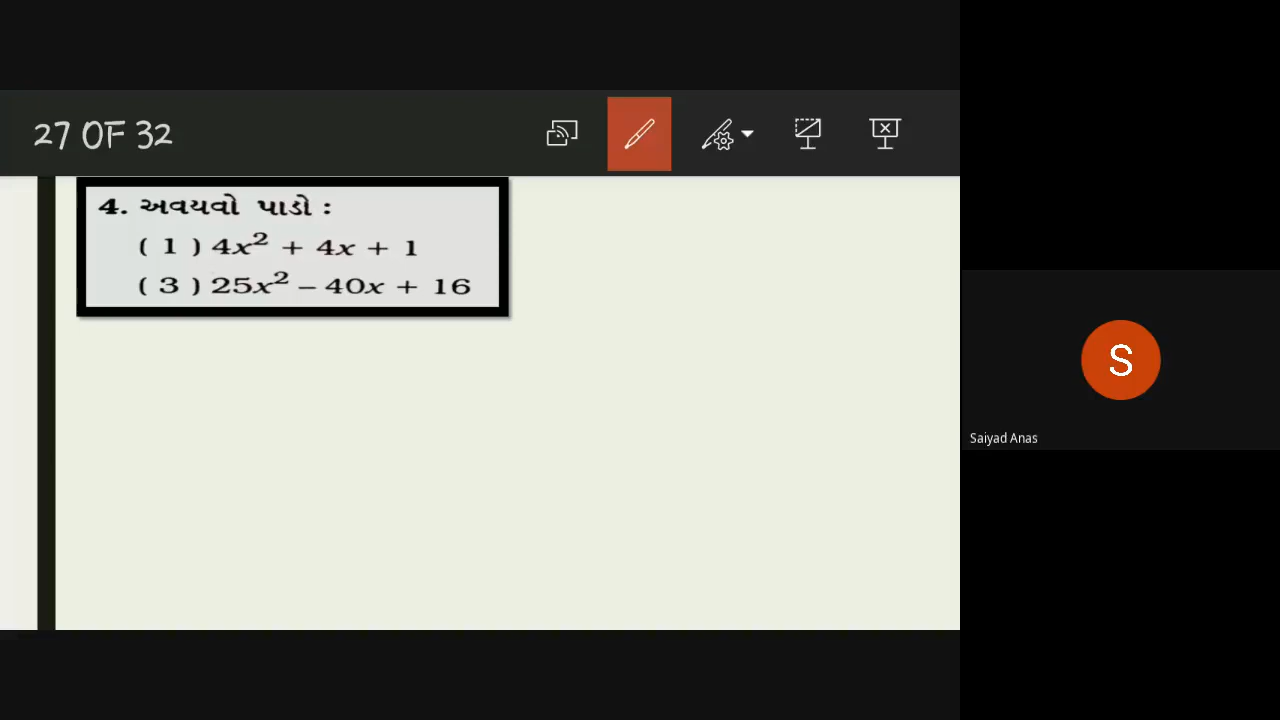 27 OF 32
4. અવયવો પાડો :
( 1 ) 4x² + 4x + 1
( 3 ) 25x² – 40x + 16
S
Saiyad Anas